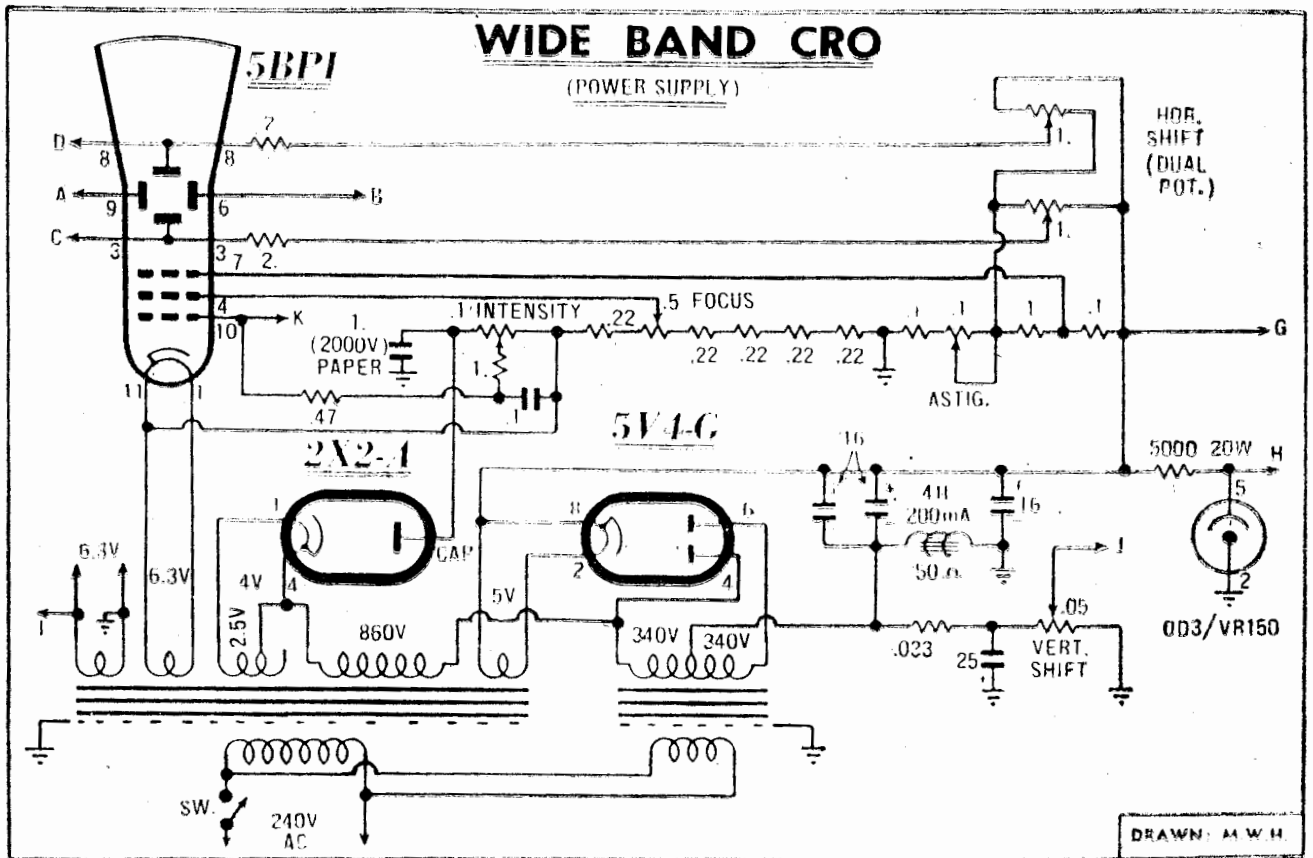 WIDE BAND CRO
(POWER SUPPLY)
5BP1
D
8
8
2
1.
HOR.
SHIFT
(DUAL
POT.)
A
9
6
B
C
3
3
2.
1.
7
4
10
K
.1 INTENSITY
.5 FOCUS
1.
(2000V)
PAPER
.22
.22
.22
.22
.22
.1
.1
.1
.1
G
ASTIG.
1.
.47
.1
11
1
2X2-A
5V4-G
1
4
CAP
8
2
6
4
16
4H
200mA
50Ω
16
5000 20W
H
5
2
0D3/VR150
J
.05
VERT.
SHIFT
.023
25
6.3V
I
6.3V
4V
2.5V
860V
5V
340V
340V
SW.
240V
AC
DRAWN: M.W.H.